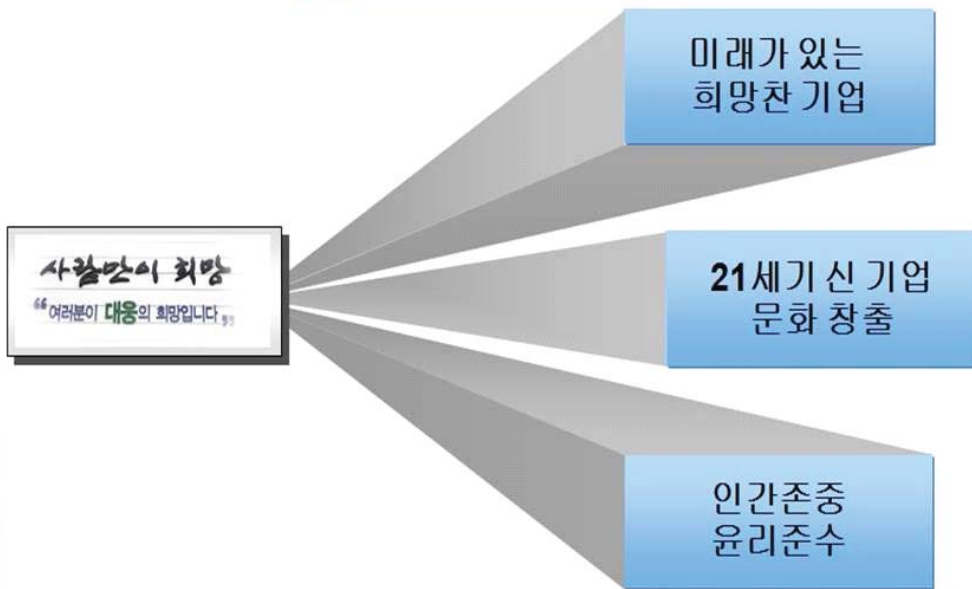 사람만이 희망
“여러분이 대웅의 희망입니다”
미래가 있는
희망찬 기업
21세기 신 기업
문화 창출
인간존중
윤리준수